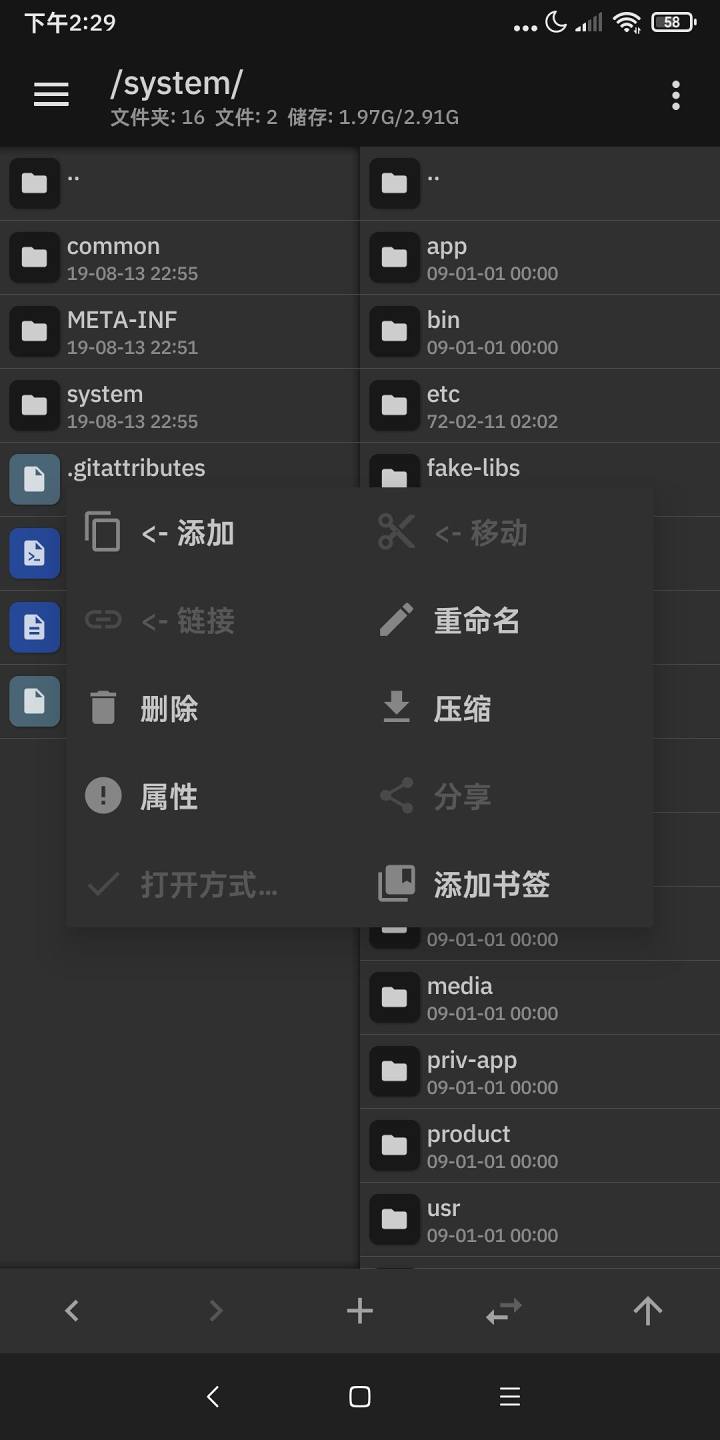 下午2:29
58
/system/
文件夹: 16 文件: 2 储存: 1.97G/2.91G
..
common
19-08-13 22:55
META-INF
19-08-13 22:51
system
19-08-13 22:55
.gitattributes
..
app
09-01-01 00:00
bin
09-01-01 00:00
etc
72-02-11 02:02
fake-libs
<- 添加
<- 移动
<- 链接
重命名
删除
压缩
属性
分享
打开方式...
添加书签
09-01-01 00:00
media
09-01-01 00:00
priv-app
09-01-01 00:00
product
09-01-01 00:00
usr
09-01-01 00:00